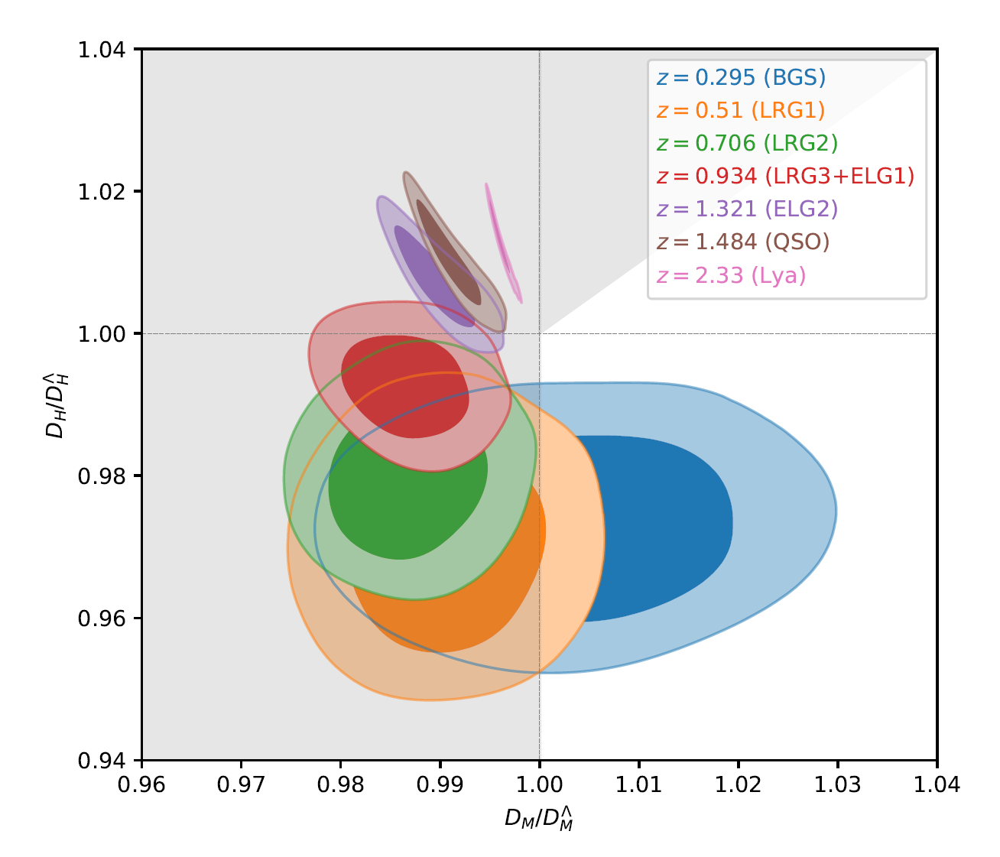 1.04
1.02
1.00
0.98
0.96
0.94
D_H/D_H^Λ
z = 0.295 (BGS)
z = 0.51 (LRG1)
z = 0.706 (LRG2)
z = 0.934 (LRG3+ELG1)
z = 1.321 (ELG2)
z = 1.484 (QSO)
z = 2.33 (Lya)
0.96 0.97 0.98 0.99 1.00 1.01 1.02 1.03 1.04
D_M/D_M^Λ